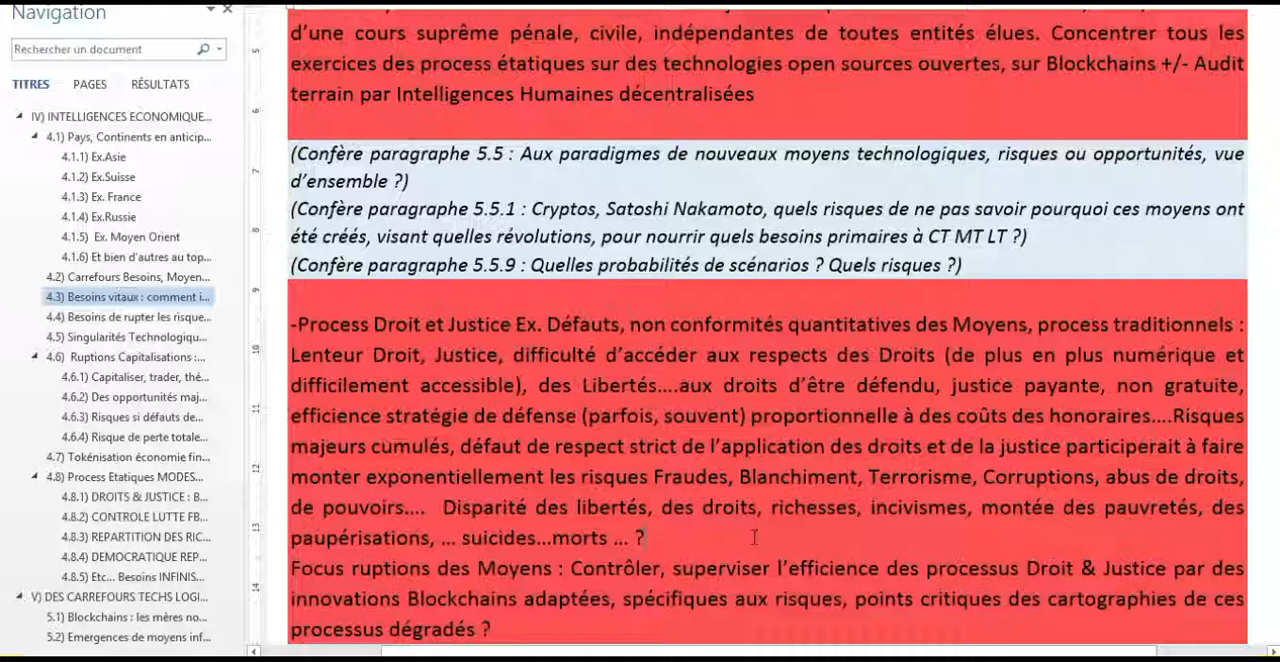 Navigation
Rechercher un document
TITRES PAGES RÉSULTATS
IV) INTELLIGENCES ECONOMIQUE...
4.1) Pays, Continents en anticip...
4.1.1) Ex.Asie
4.1.2) Ex.Suisse
4.1.3) Ex. France
4.1.4) Ex.Russie
4.1.5) Ex. Moyen Orient
4.1.6) Et bien d'autres au top...
4.2) Carrefours Besoins, Moyen...
4.3) Besoins vitaux : comment i...
4.4) Besoins de rupter les risque...
4.5) Singularités Technologiqu...
4.6) Ruptions Capitalisations :...
4.6.1) Capitaliser, trader, thé...
4.6.2) Des opportunités maj...
4.6.3) Risques si défauts de...
4.6.4) Risque de perte totale...
4.7) Tokénisation économie fin...
4.8) Process Etatiques MODES...
4.8.1) DROITS & JUSTICE : B...
4.8.2) CONTROLE LUTTE FB...
4.8.3) REPARTITION DES RIC...
4.8.4) DEMOCRATIQUE REP...
4.8.5) Etc... Besoins INFINIS...
V) DES CARREFOURS TECHS LOGI...
5.1) Blockchains : les mères no...
5.2) Emergences de moyens inf...
5
6
7
8
9
10
11
12
13
14
d'une cours suprême pénale, civile, indépendantes de toutes entités élues. Concentrer tous les
exercices des process étatiques sur des technologies open sources ouvertes, sur Blockchains +/- Audit
terrain par Intelligences Humaines décentralisées
(Confère paragraphe 5.5 : Aux paradigmes de nouveaux moyens technologiques, risques ou opportunités, vue
d'ensemble ?)
(Confère paragraphe 5.5.1 : Cryptos, Satoshi Nakamoto, quels risques de ne pas savoir pourquoi ces moyens ont
été créés, visant quelles révolutions, pour nourrir quels besoins primaires à CT MT LT ?)
(Confère paragraphe 5.5.9 : Quelles probabilités de scénarios ? Quels risques ?)
-Process Droit et Justice Ex. Défauts, non conformités quantitatives des Moyens, process traditionnels :
Lenteur Droit, Justice, difficulté d'accéder aux respects des Droits (de plus en plus numérique et
difficilement accessible), des Libertés....aux droits d'être défendu, justice payante, non gratuite,
efficience stratégie de défense (parfois, souvent) proportionnelle à des coûts des honoraires....Risques
majeurs cumulés, défaut de respect strict de l'application des droits et de la justice participerait à faire
monter exponentiellement les risques Fraudes, Blanchiment, Terrorisme, Corruptions, abus de droits,
de pouvoirs.... Disparité des libertés, des droits, richesses, incivismes, montée des pauvretés, des
paupérisations, ... suicides...morts ... ?
Focus ruptions des Moyens : Contrôler, superviser l'efficience des processus Droit & Justice par des
innovations Blockchains adaptées, spécifiques aux risques, points critiques des cartographies de ces
processus dégradés ?